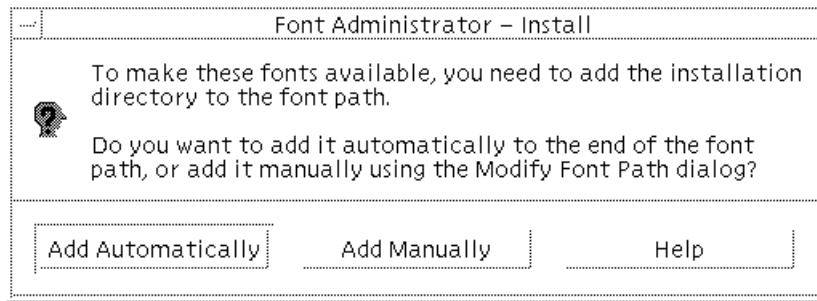 Font Administrator – Install
To make these fonts available, you need to add the installation
directory to the font path.
Do you want to add it automatically to the end of the font
path, or add it manually using the Modify Font Path dialog?
Add Automatically Add Manually Help